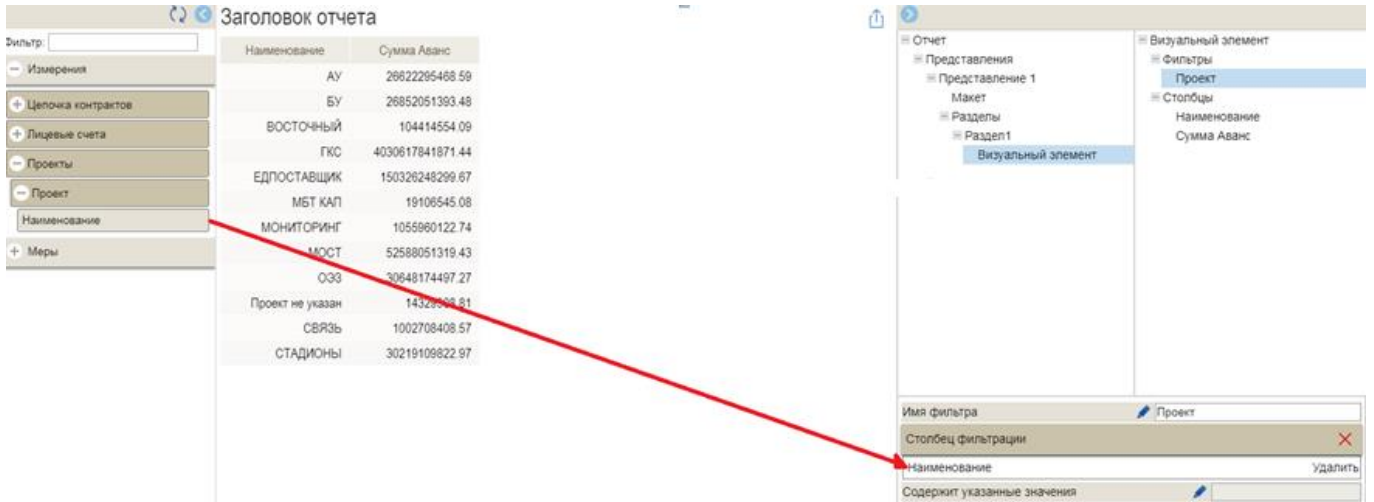 Заголовок отчета
Фильтр:
Измерения
Цепочка контрактов
Лицевые счета
Проекты
Проект
Наименование
Меры
Наименование Сумма Аванс
АУ 26622295468.59
БУ 26852051393.48
ВОСТОЧНЫЙ 104414554.09
ГКС 4030617841871.44
ЕДПОСТАВЩИК 150326248299.67
МБТ КАП 19106545.08
МОНИТОРИНГ 1055960122.74
МОСТ 52588051319.43
ОЭЗ 30648174497.27
Проект не указан
СВЯЗЬ 1002708408.57
СТАДИОНЫ 30219109822.97
Отчет
Представления
Представление 1
Макет
Разделы
Раздел1
Визуальный элемент
Визуальный элемент
Фильтры
Проект
Столбцы
Наименование
Сумма Аванс
Имя фильтра Проект
Столбец фильтрации
Наименование Удалить
Содержит указанные значения